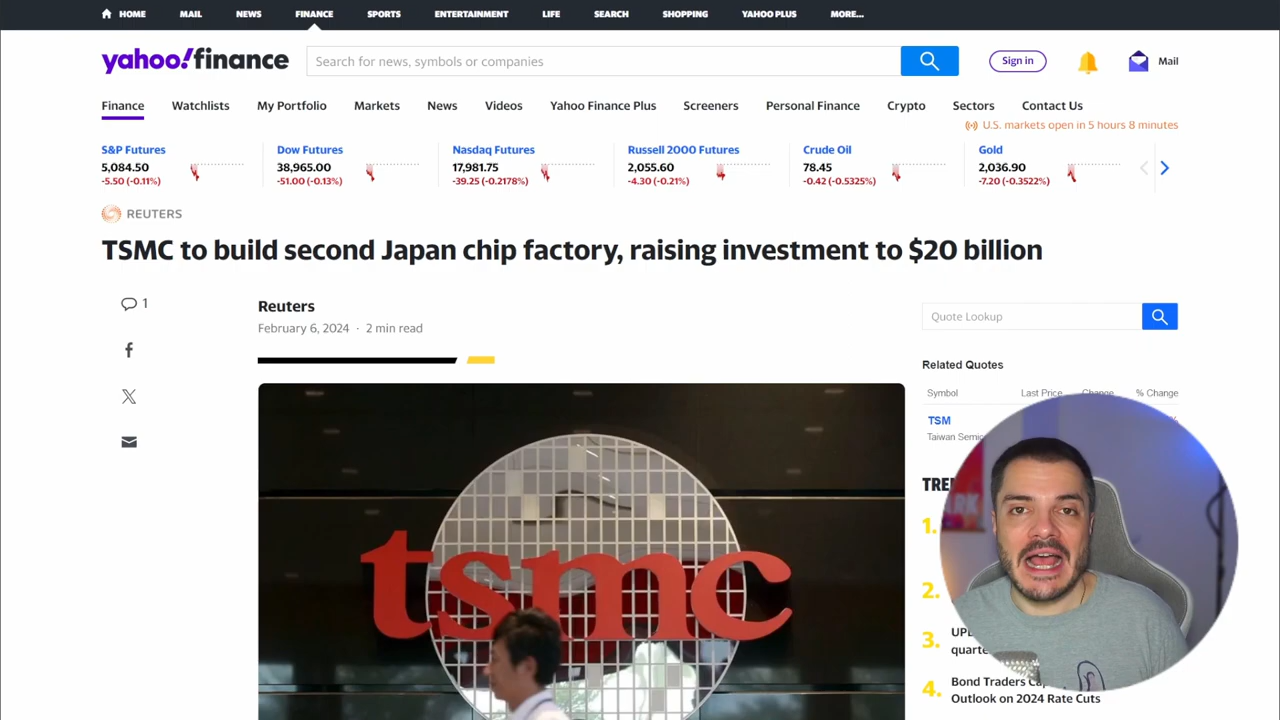 HOME MAIL NEWS FINANCE SPORTS ENTERTAINMENT LIFE SEARCH SHOPPING YAHOO PLUS MORE...
yahoo!finance
Search for news, symbols or companies
Sign in
Mail
Finance Watchlists My Portfolio Markets News Videos Yahoo Finance Plus Screeners Personal Finance Crypto Sectors Contact Us
U.S. markets open in 5 hours 8 minutes
S&P Futures
5,084.50
-5.50 (-0.11%)
Dow Futures
38,965.00
-51.00 (-0.13%)
Nasdaq Futures
17,981.75
-39.25 (-0.2178%)
Russell 2000 Futures
2,055.60
-4.30 (-0.21%)
Crude Oil
78.45
-0.42 (-0.5325%)
Gold
2,036.90
-7.20 (-0.3522%)
REUTERS
TSMC to build second Japan chip factory, raising investment to $20 billion
1
Reuters
February 6, 2024 · 2 min read
tsmc
Quote Lookup
Related Quotes
Symbol Last Price Change % Change
TSM
Taiwan
1.
2.
3.
4.
Bond Traders
Outlook on 2024 Rate Cuts